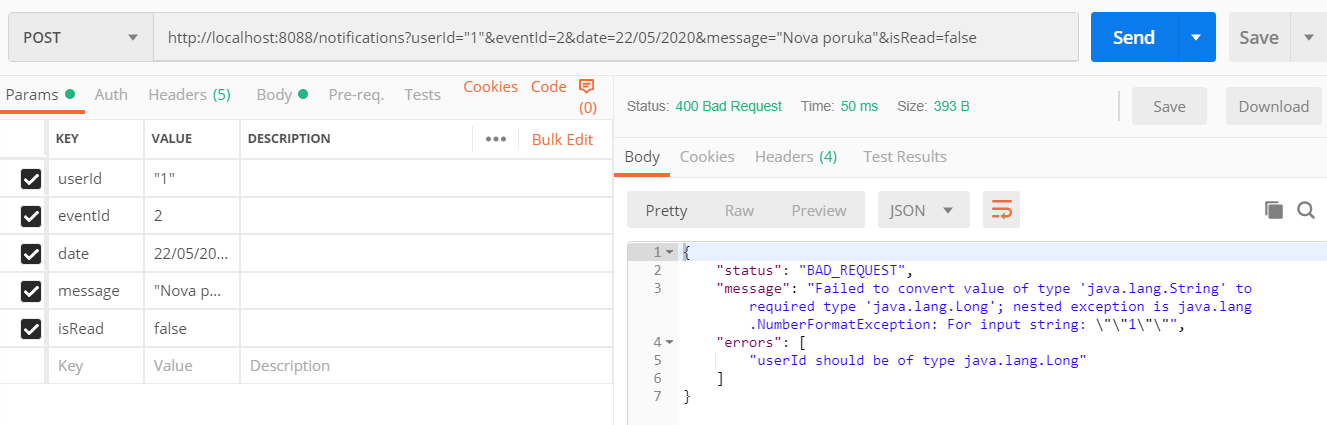 POST
http://localhost:8088/notifications?userId="1"&eventId=2&date=22/05/2020&message="Nova poruka"&isRead=false
Send
Save
Params Auth Headers (5) Body Pre-req. Tests Cookies Code (0)
KEY VALUE DESCRIPTION ••• Bulk Edit
userId "1"
eventId 2
date 22/05/20...
message "Nova p...
isRead false
Key Value Description
Status: 400 Bad Request Time: 50 ms Size: 393 B Save Download
Body Cookies Headers (4) Test Results
Pretty Raw Preview JSON
1 {
2 "status": "BAD_REQUEST",
3 "message": "Failed to convert value of type 'java.lang.String' to
required type 'java.lang.Long'; nested exception is java.lang
.NumberFormatException: For input string: \"\"1\"\"",
4 "errors": [
5 "userId should be of type java.lang.Long"
6 ]
7 }